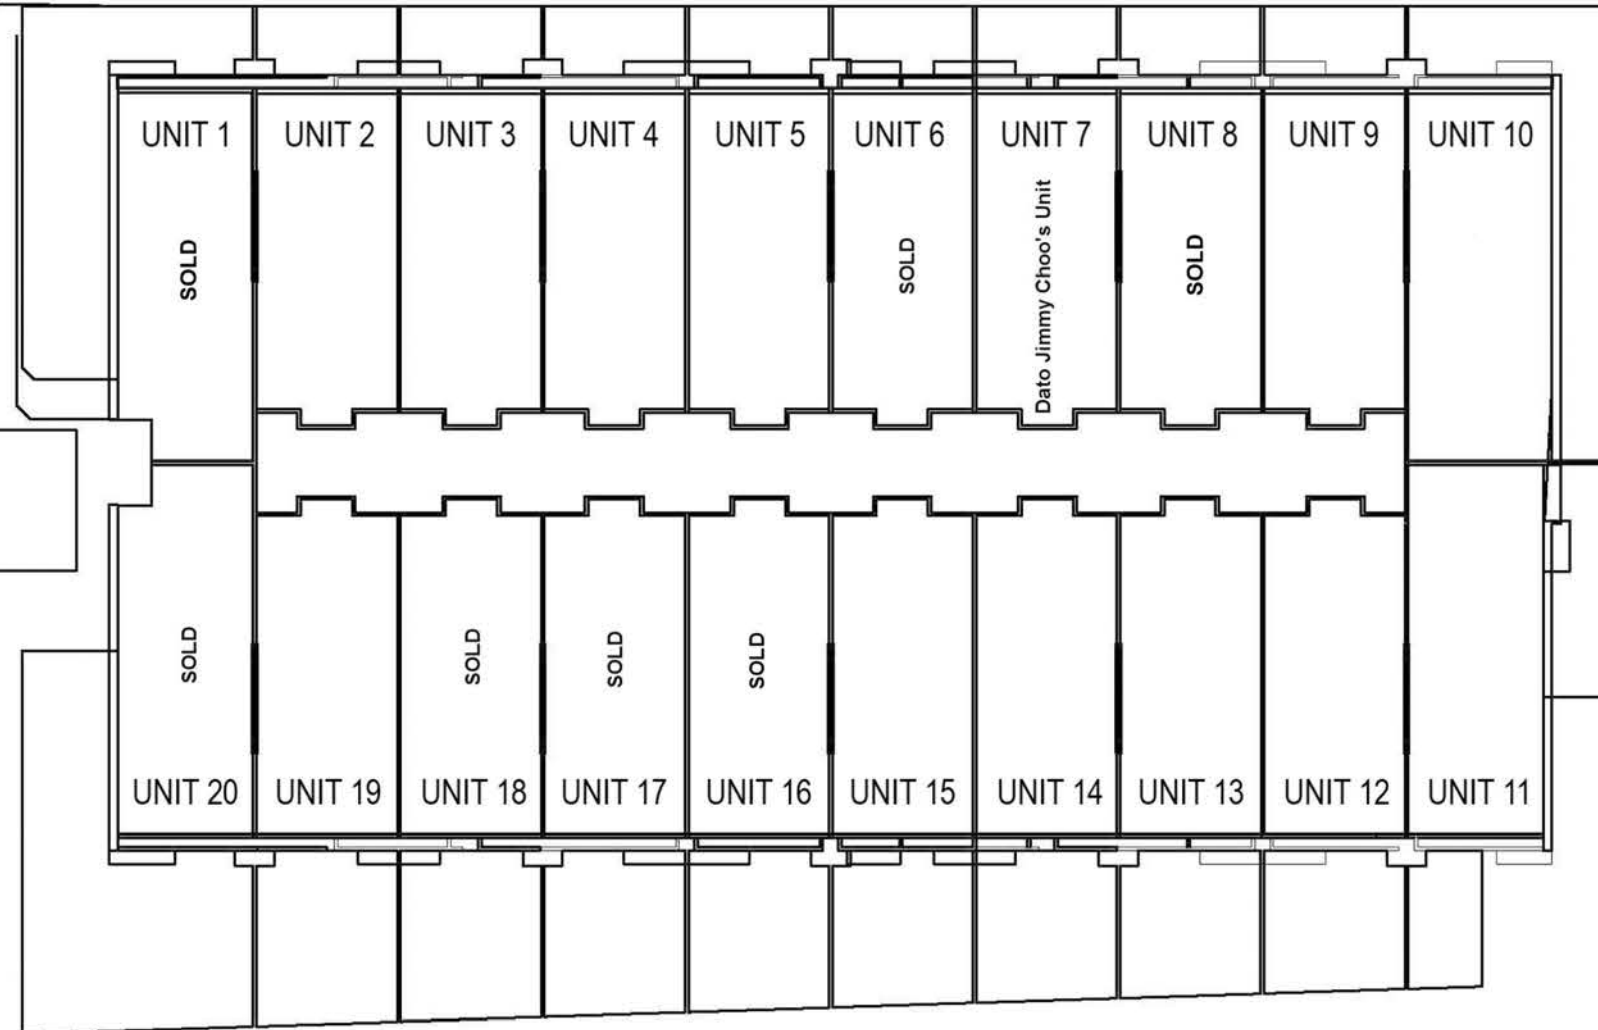 UNIT 1
UNIT 2
UNIT 3
UNIT 4
UNIT 5
UNIT 6
UNIT 7
UNIT 8
UNIT 9
UNIT 10
SOLD
SOLD
Dato Jimmy Choo's Unit
SOLD
SOLD
SOLD
SOLD
SOLD
UNIT 20
UNIT 19
UNIT 18
UNIT 17
UNIT 16
UNIT 15
UNIT 14
UNIT 13
UNIT 12
UNIT 11